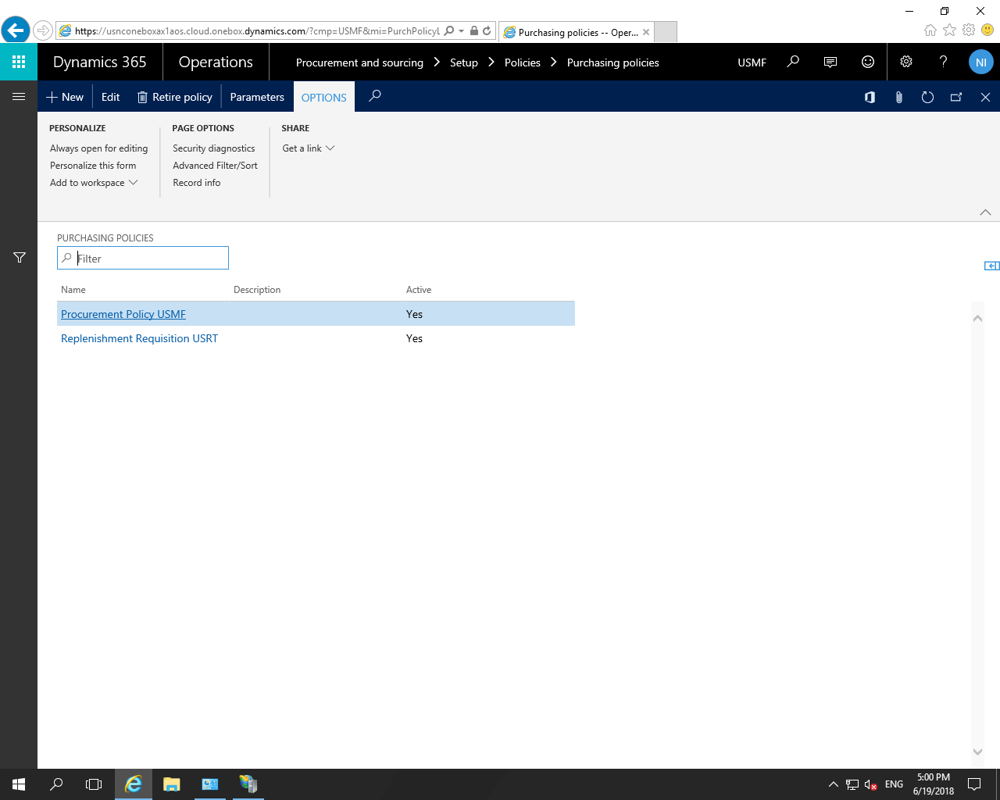 https://usnconeboxax1aos.cloud.onebox.dynamics.com/?cmp=USMF&mi=PurchPolicyL
Purchasing policies -- Oper...
Dynamics 365
Operations
Procurement and sourcing > Setup > Policies > Purchasing policies
USMF
NI
New
Edit
Retire policy
Parameters
OPTIONS
PERSONALIZE
Always open for editing
Personalize this form
Add to workspace
PAGE OPTIONS
Security diagnostics
Advanced Filter/Sort
Record info
SHARE
Get a link
PURCHASING POLICIES
Filter
Name Description Active
Procurement Policy USMF Yes
Replenishment Requisition USRT Yes
ENG
5:00 PM
6/19/2018